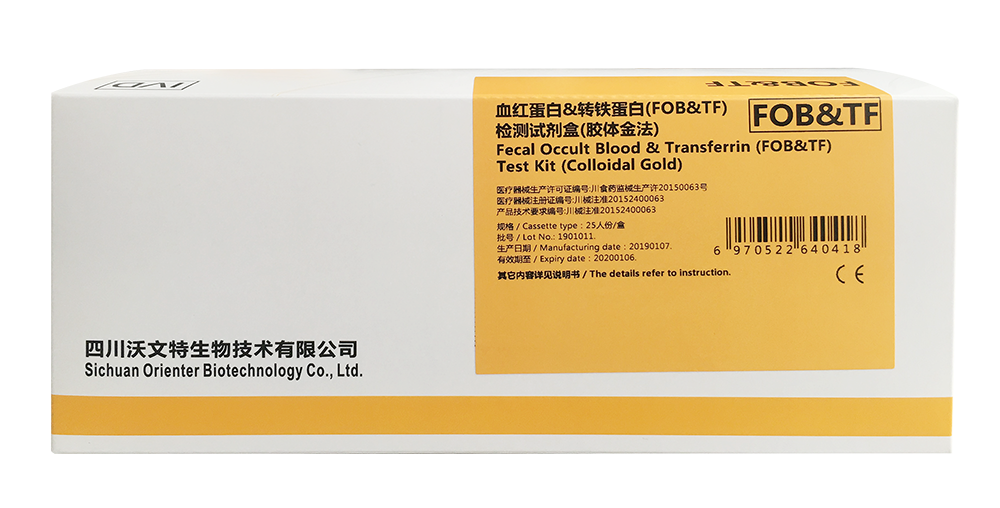 IVD
FOB&TF
血红蛋白&转铁蛋白(FOB&TF)
检测试剂盒(胶体金法)
FOB&TF
Fecal Occult Blood & Transferrin (FOB&TF)
Test Kit (Colloidal Gold)
医疗器械生产许可证编号:川食药监械生产许20150063号
医疗器械注册证编号:川械注准20152400063
产品技术要求编号:川械注准20152400063
规格 / Cassette type : 25人份/盒
批号 / Lot No.: 1901011.
生产日期 / Manufacturing date : 20190107.
有效期至 / Expiry date : 20200106.
其它内容详见说明书 / The details refer to instruction.
6 970522 640418
CE
四川沃文特生物技术有限公司
Sichuan Orienter Biotechnology Co., Ltd.